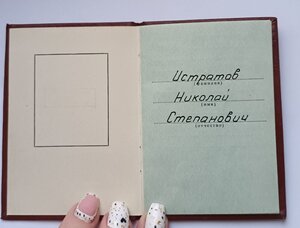 Истратов
(фамилия)
Николай
(имя)
Степанович
(отчество)